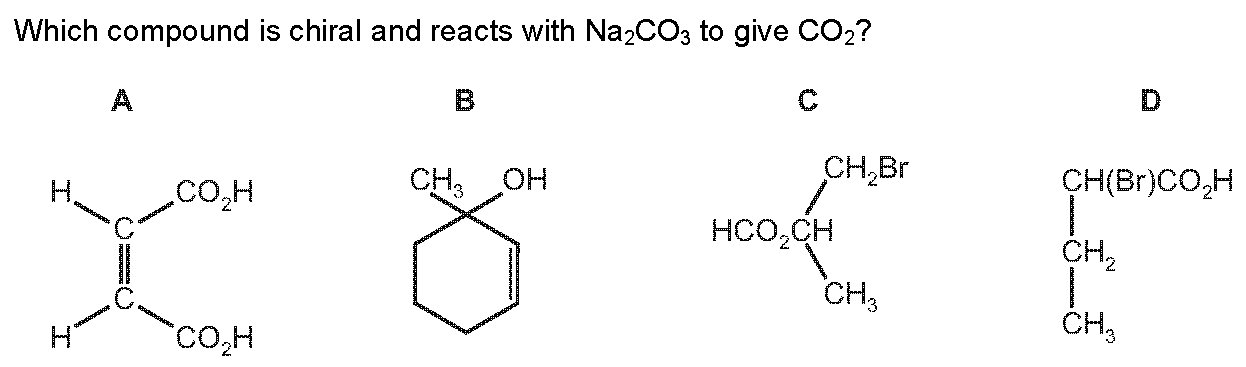 Which compound is chiral and reacts with Na₂CO₃ to give CO₂?
A B C D
H CO₂H
C
C
H CO₂H
CH₃ OH
CH₂Br
HCO₂CH
CH₃
CH(Br)CO₂H
CH₂
CH₃